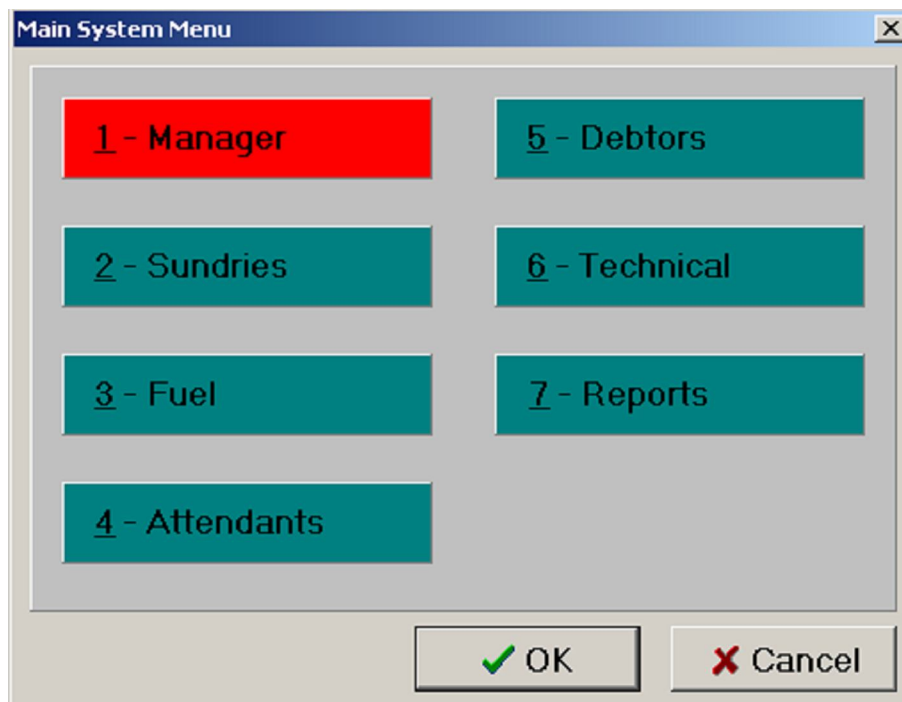 Main System Menu
1 - Manager
2 - Sundries
3 - Fuel
4 - Attendants
5 - Debtors
6 - Technical
7 - Reports
OK
Cancel